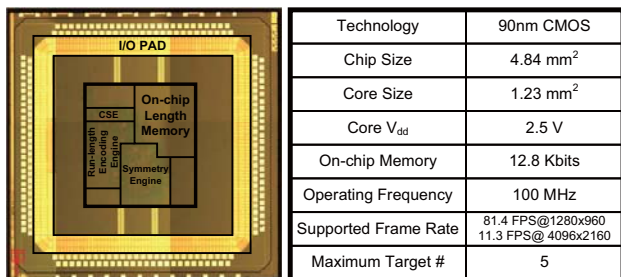 I/O PAD
On-chip
Length
Memory
CSE
Run-length
Encoding
Engine
Symmetry
Engine
Technology 90nm CMOS
Chip Size 4.84 mm²
Core Size 1.23 mm²
Core Vdd 2.5 V
On-chip Memory 12.8 Kbits
Operating Frequency 100 MHz
Supported Frame Rate 81.4 FPS@1280x960
11.3 FPS@ 4096x2160
Maximum Target # 5